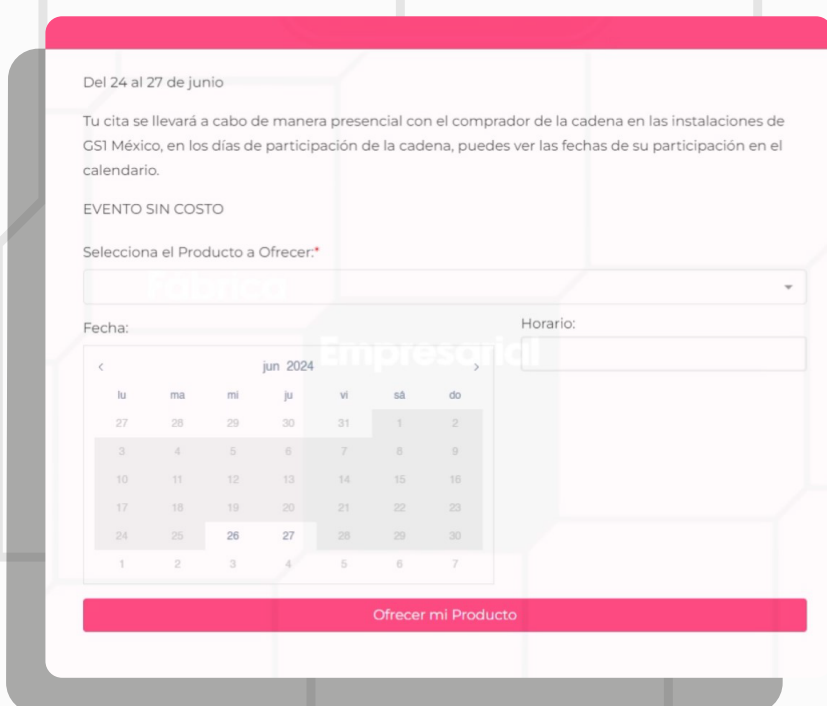 Del 24 al 27 de junio
Tu cita se llevará a cabo de manera presencial con el comprador de la cadena en las instalaciones de
GS1 México, en los días de participación de la cadena, puedes ver las fechas de su participación en el
calendario.
EVENTO SIN COSTO
Selecciona el Producto a Ofrecer:*
Fábrica
Fecha:
Horario:
Empresarial
‹ jun 2024 ›
lu ma mi ju vi sá do
27 28 29 30 31 1 2
3 4 5 6 7 8 9
10 11 12 13 14 15 16
17 18 19 20 21 22 23
24 25 26 27 28 29 30
1 2 3 4 5 6 7
Ofrecer mi Producto